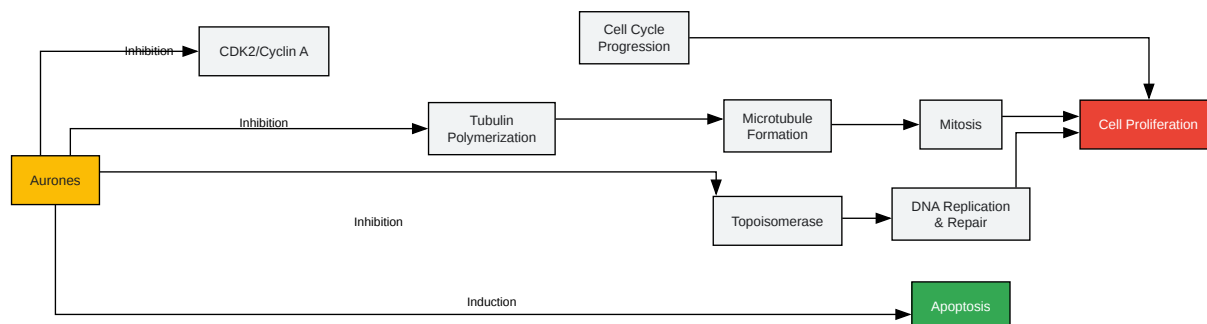 Cell Cycle
Progression
Inhibition
CDK2/Cyclin A
Inhibition
Tubulin
Polymerization
Microtubule
Formation
Mitosis
Cell Proliferation
Aurones
Inhibition
Topoisomerase
DNA Replication
& Repair
Induction
Apoptosis